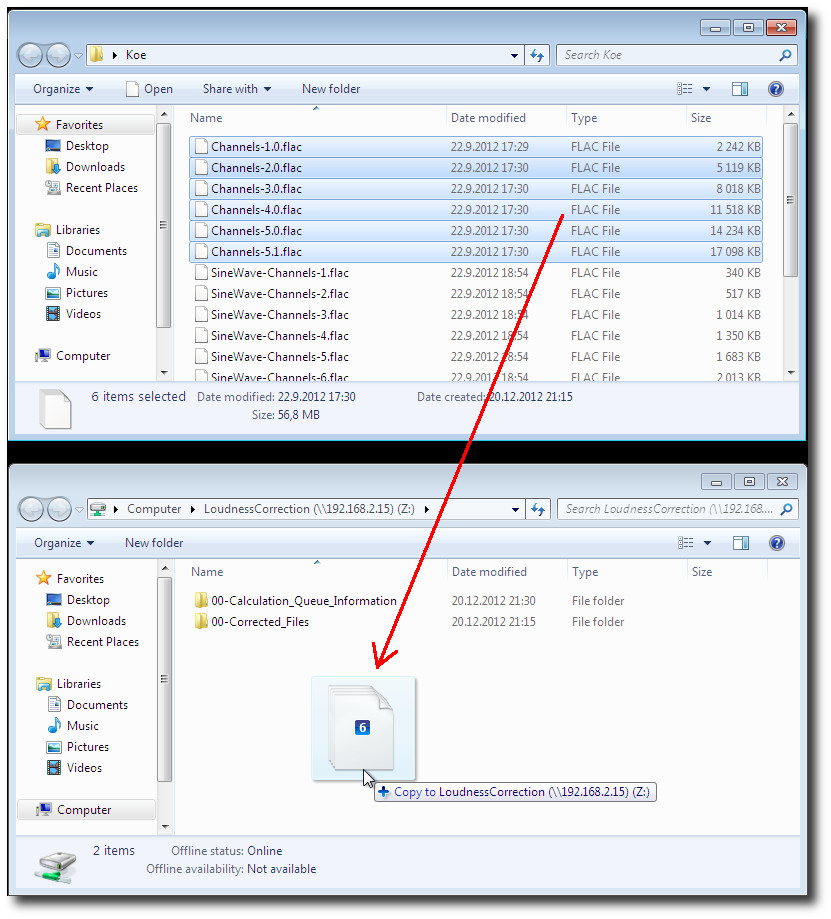 Koe
Search Koe
Organize Open Share with New folder
Name Date modified Type Size
Favorites
Desktop
Downloads
Recent Places
Libraries
Documents
Music
Pictures
Videos
Computer
Channels-1.0.flac 22.9.2012 17:29 FLAC File 2 242 KB
Channels-2.0.flac 22.9.2012 17:30 FLAC File 5 119 KB
Channels-3.0.flac 22.9.2012 17:30 FLAC File 8 018 KB
Channels-4.0.flac 22.9.2012 17:30 FLAC File 11 518 KB
Channels-5.0.flac 22.9.2012 17:30 FLAC File 14 234 KB
Channels-5.1.flac 22.9.2012 17:30 FLAC File 17 098 KB
SineWave-Channels-1.flac 22.9.2012 18:54 FLAC File 340 KB
SineWave-Channels-2.flac 22.9.2012 18:54 FLAC File 517 KB
SineWave-Channels-3.flac 22.9.2012 18:54 FLAC File 1 014 KB
SineWave-Channels-4.flac 22.9.2012 18:54 FLAC File 1 350 KB
SineWave-Channels-5.flac 22.9.2012 18:54 FLAC File 1 683 KB
SineWave-Channels-6.flac 22.9.2012 18:54 FLAC File 2 013 KB
6 items selected Date modified: 22.9.2012 17:30 Date created: 20.12.2012 21:15
Size: 56,8 MB
Computer LoudnessCorrection (\\192.168.2.15) (Z:)
Search LoudnessCorrection (\\192.168....
Organize New folder
Name Date modified Type Size
Favorites
Desktop
Downloads
Recent Places
Libraries
Documents
Music
Pictures
Videos
Computer
00-Calculation_Queue_Information 20.12.2012 21:30 File folder
00-Corrected_Files 20.12.2012 21:15 File folder
6
Copy to LoudnessCorrection (\\192.168.2.15) (Z:)
2 items Offline status: Online
Offline availability: Not available